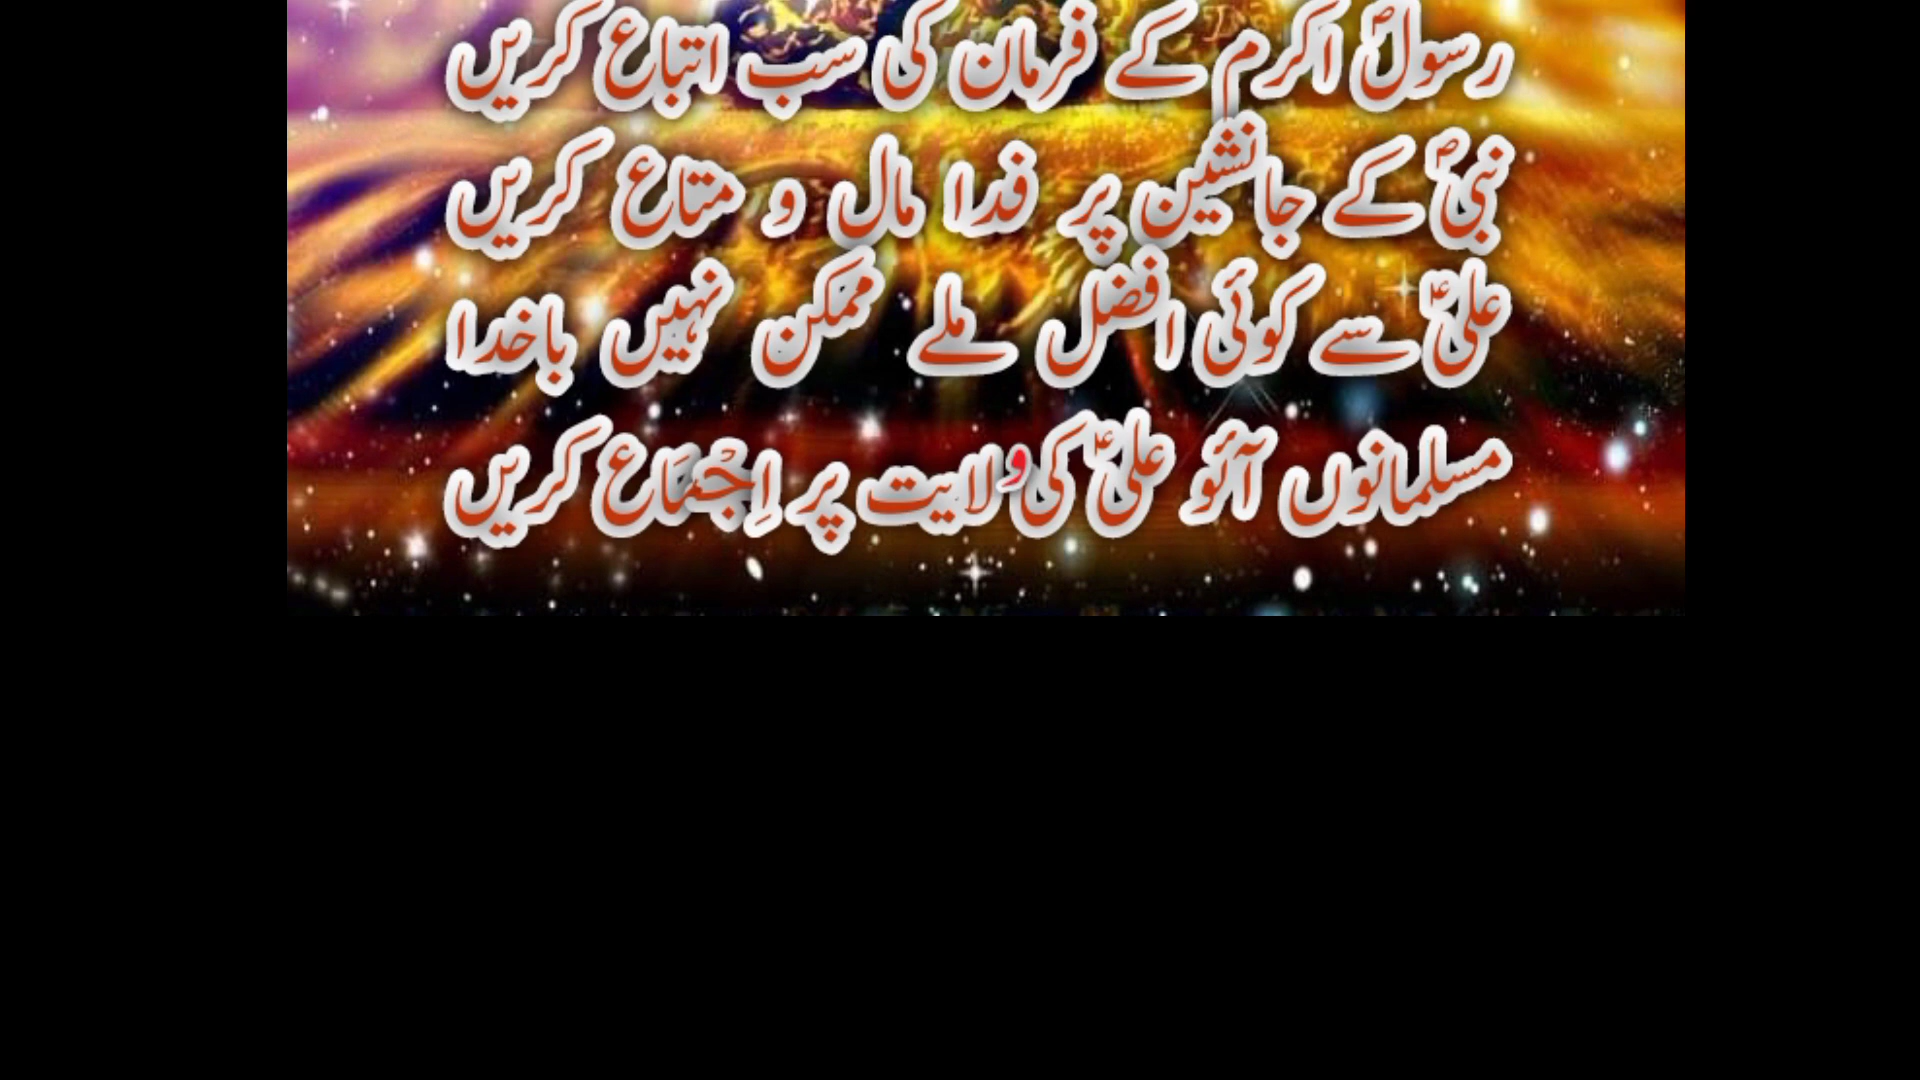 رسولؐ اکرم کے فرمان کی سب اتباع کریں
نبیؐ کے جانشین پر فدا مال و متاع کریں
علیؑ سے کوئی افضل ملے ممکن نہیں باخدا
مسلمانوں آئو علیؑ کی ولایت پر اِجْمَاع کریں